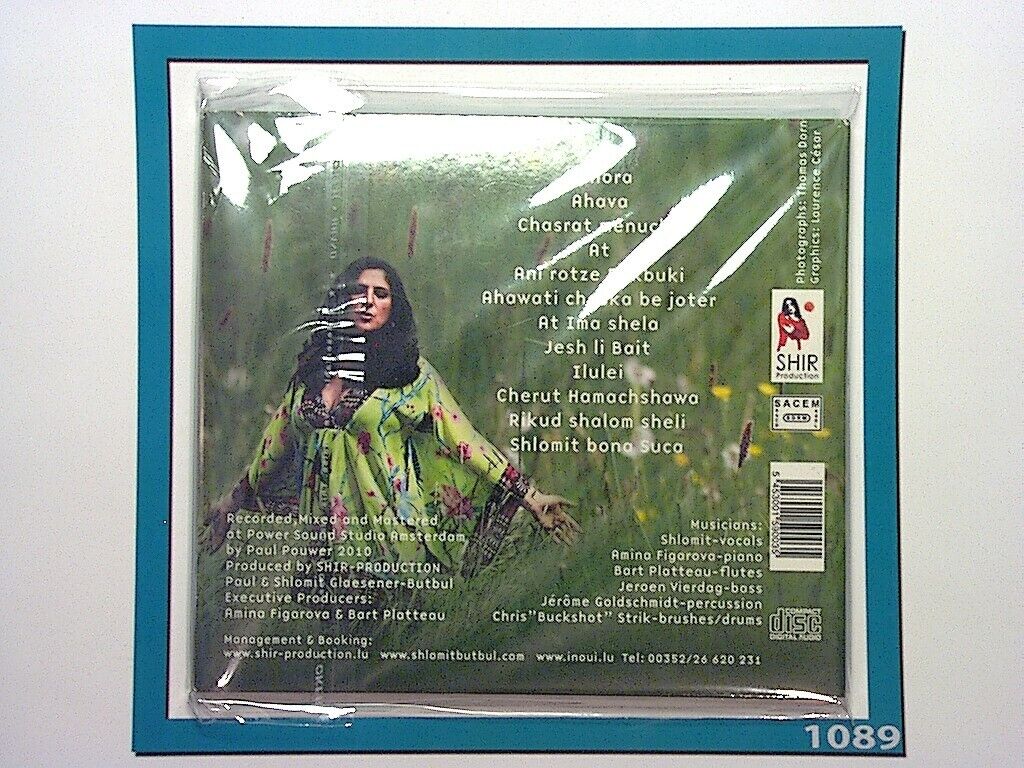 Ahava
Chasrat
At
Ani rotze
Ahawati be joter
At Ima shela
Jesh li Bait
Ilulei
Cherut Hamachshawa
Rikud shalom sheli
Shlomit bona Suca
Photographs: Thomas Dorn
Graphics: Laurence César
SHIR
Production
SACEM
Recorded,Mixed and Mastered
at Power Sound Studio Amsterdam
by Paul Pouwer 2010
Produced by SHIR-PRODUCTION
Paul & Shlomit Glaesener-Butbul
Executive Producers:
Amina Figarova & Bart Platteau
Musicians:
Shlomit-vocals
Amina Figarova-piano
Bart Platteau-flutes
Jeroen Vierdag-bass
Jérôme Goldschmidt-percussion
Chris"Buckshot" Strik-brushes/drums
COMPACT
disc
DIGITAL AUDIO
Management & Booking:
www.shir-production.lu www.shlomitbutbul.com www.inoui.lu Tel: 00352/26 620 231
1089